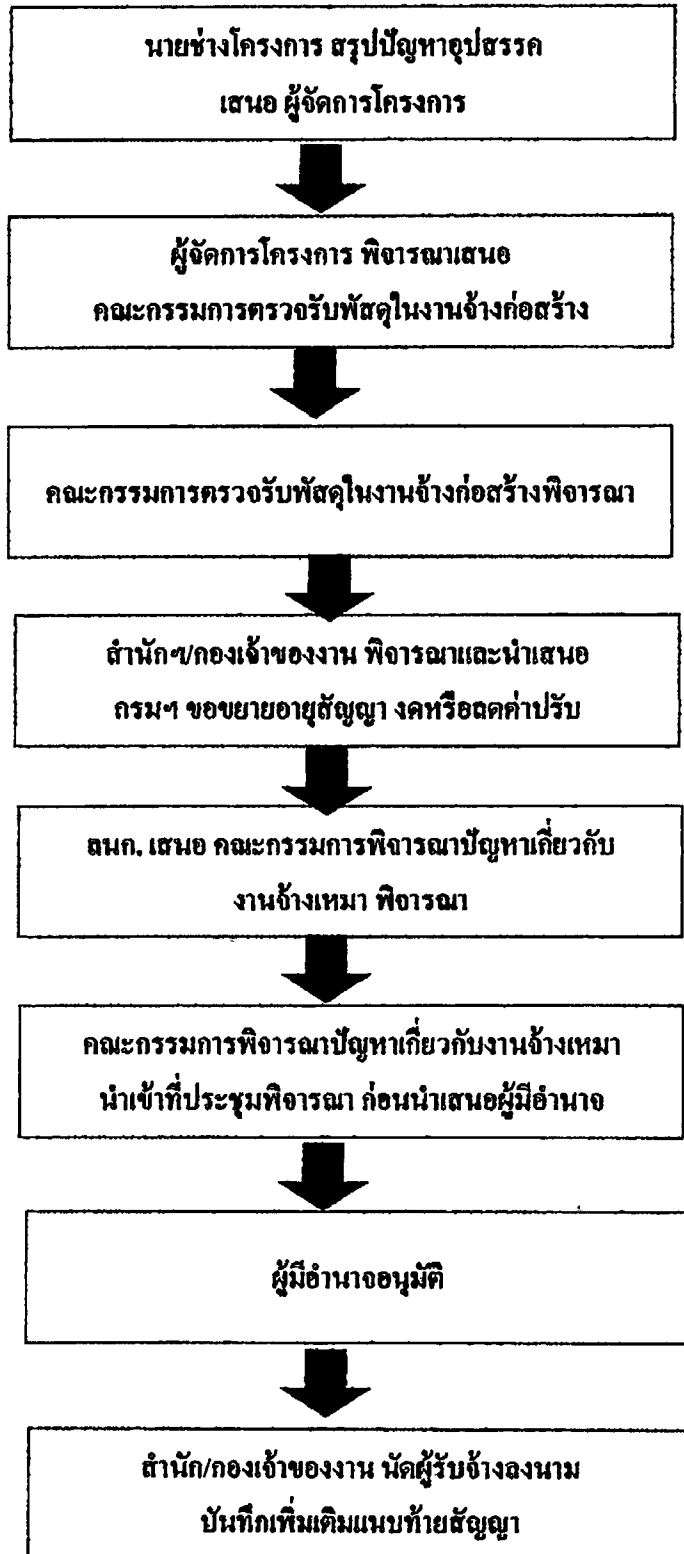 นายช่างโครงการ สรุปปัญหาอุปสรรค
เสนอ ผู้จัดการโครงการ
ผู้จัดการโครงการ พิจารณาเสนอ
คณะกรรมการตรวจรับพัสดุในงานจ้างก่อสร้าง
คณะกรรมการตรวจรับพัสดุในงานจ้างก่อสร้างพิจารณา
สำนักฯ/กองเจ้าของงาน พิจารณาและนำเสนอ
กรมฯ ขอขยายอายุสัญญา งดหรือลดค่าปรับ
ลนก. เสนอ คณะกรรมการพิจารณาปัญหาเกี่ยวกับ
งานจ้างเหมา พิจารณา
คณะกรรมการพิจารณาปัญหาเกี่ยวกับงานจ้างเหมา
นำเข้าที่ประชุมพิจารณา ก่อนนำเสนอผู้มีอำนาจ
ผู้มีอำนาจอนุมัติ
สำนัก/กองเจ้าของงาน นัดผู้รับจ้างลงนาม
บันทึกเพิ่มเติมแนบท้ายสัญญา